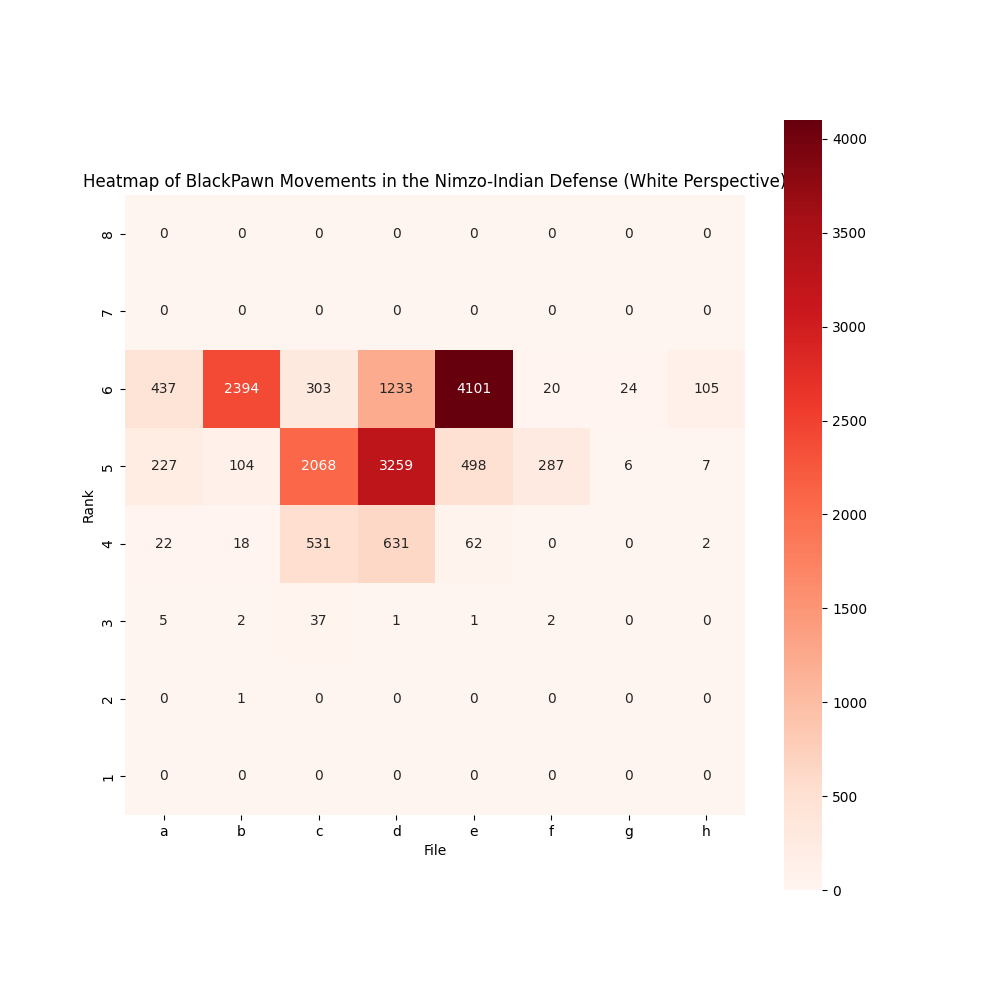 Heatmap of BlackPawn Movements in the Nimzo-Indian Defense (White Perspective)
4000
3500
3000
2500
2000
1500
1000
500
0
Rank
8 0 0 0 0 0 0 0 0
7 0 0 0 0 0 0 0 0
6 437 2394 303 1233 4101 20 24 105
5 227 104 2068 3259 498 287 6 7
4 22 18 531 631 62 0 0 2
3 5 2 37 1 1 2 0 0
2 0 1 0 0 0 0 0 0
1 0 0 0 0 0 0 0 0
a b c d e f g h
File